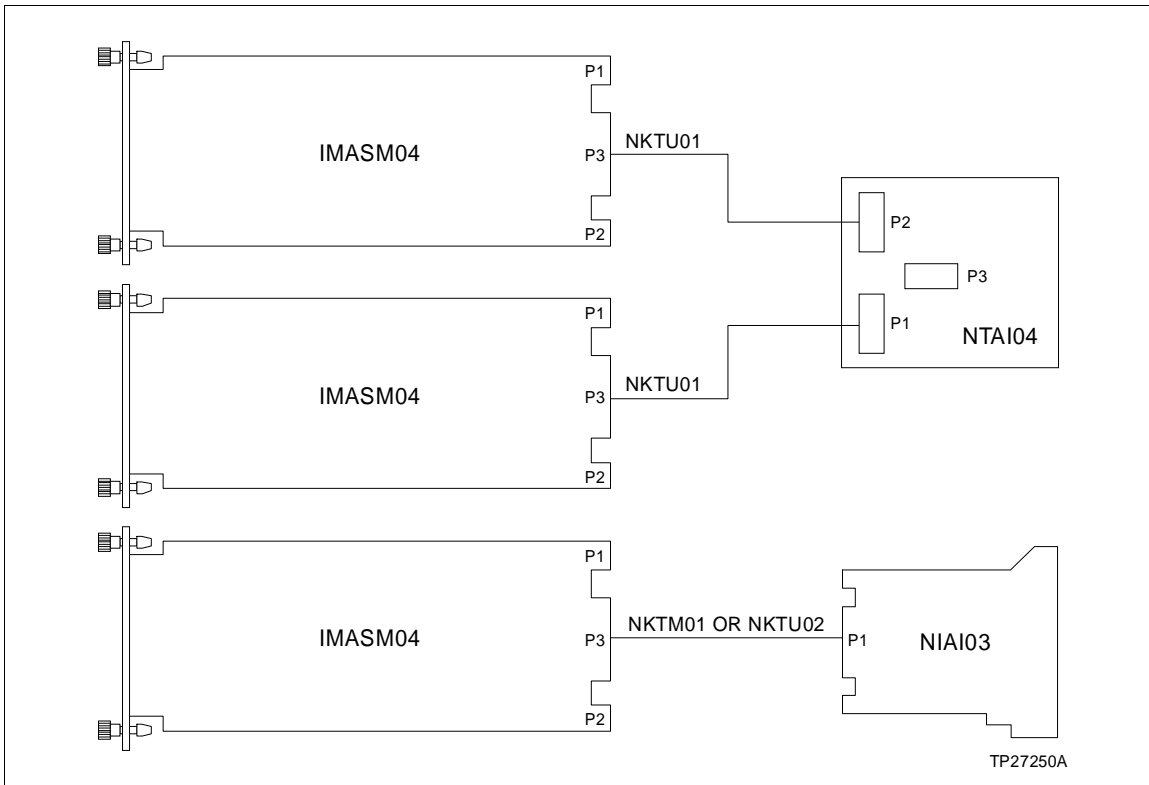 P1
IMASM04
P3
NKTU01
P2
P2
P3
P1
NTAI04
P1
IMASM04
P3
NKTU01
P2
P1
IMASM04
P3
NKTM01 OR NKTU02
P1
NIAI03
P2
TP27250A